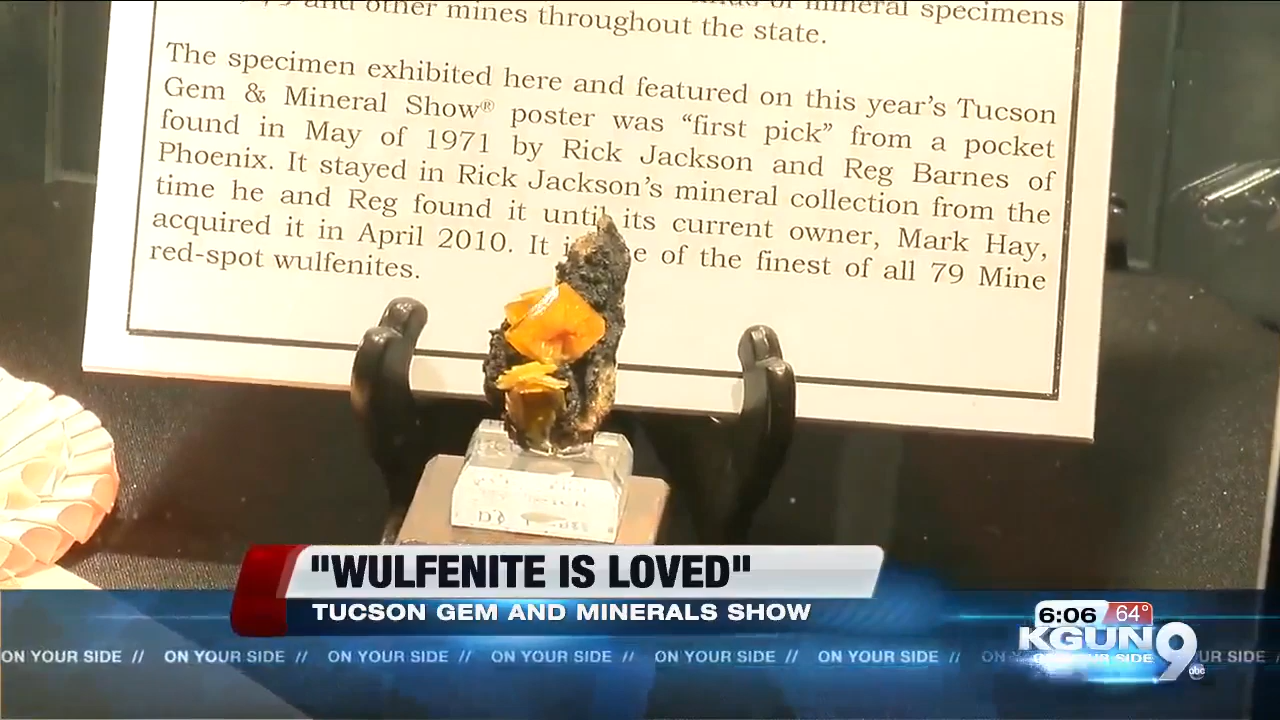 and other mines throughout the state.
mineral specimens
The specimen exhibited here and featured on this year's Tucson
Gem & Mineral Show® poster was "first pick" from a pocket
found in May of 1971 by Rick Jackson and Reg Barnes of
Phoenix. It stayed in Rick Jackson's mineral collection from the
time he and Reg found it until its current owner, Mark Hay,
acquired it in April 2010. It of the finest of all 79 Mine
red-spot wulfenites.
"WULFENITE IS LOVED"
TUCSON GEM AND MINERALS SHOW
6:06 64°
KGUN 9
abc
ON YOUR SIDE // ON YOUR SIDE // ON YOUR SIDE // ON YOUR SIDE // ON YOUR SIDE // ON YOUR SIDE //